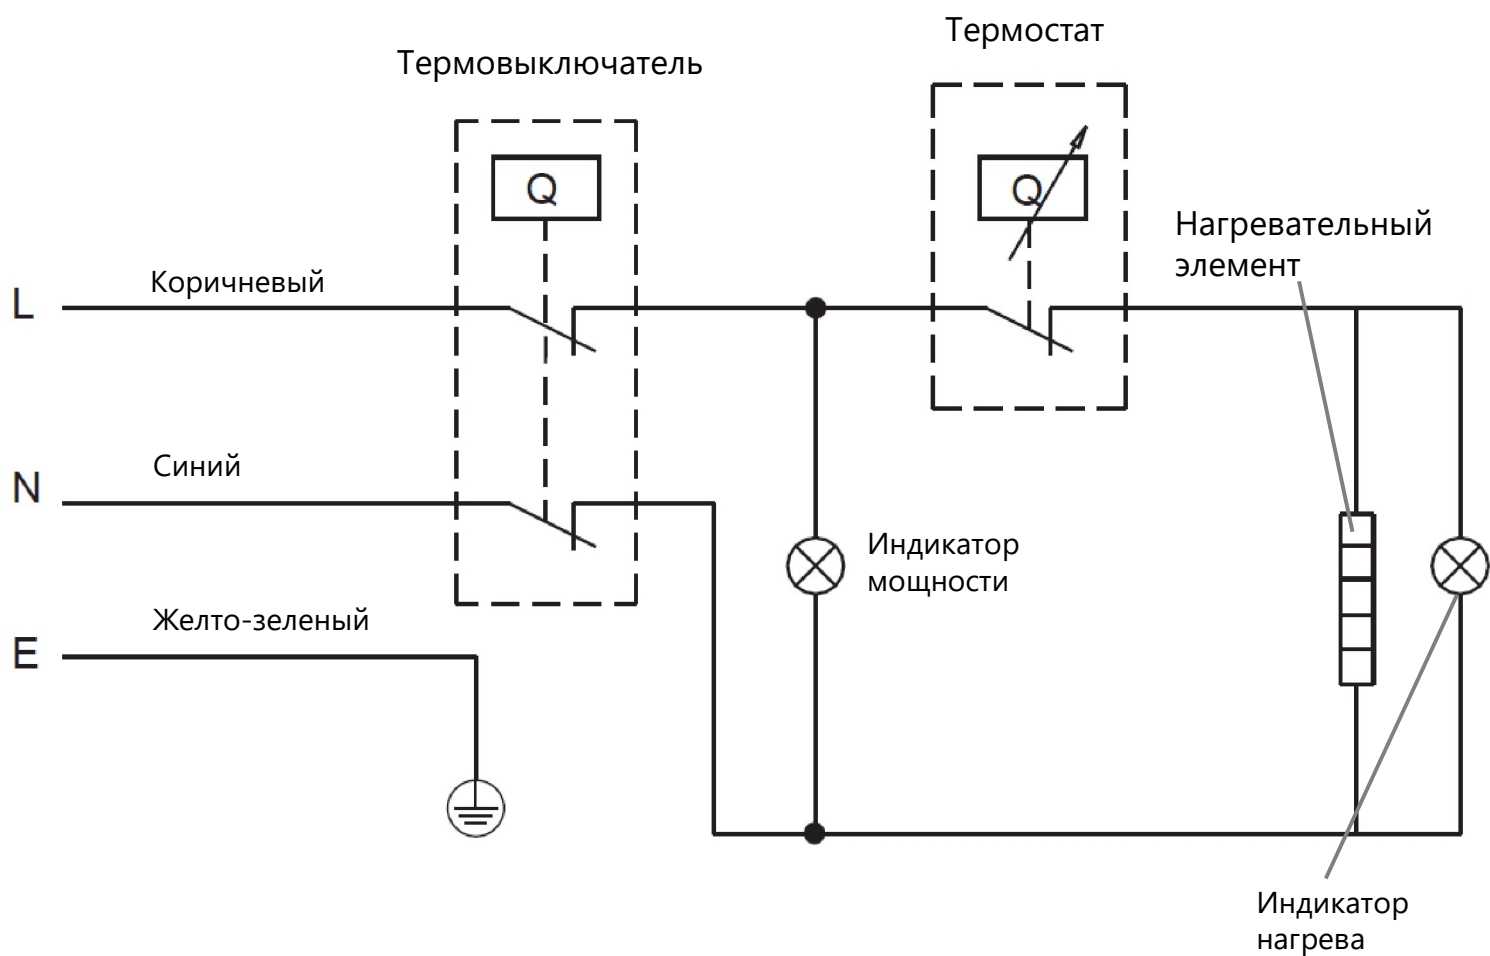 Термостат
Термовыключатель
Q
Q
Нагревательный
элемент
Коричневый
L
Синий
N
Индикатор
мощности
Желто-зеленый
E
Индикатор
нагрева